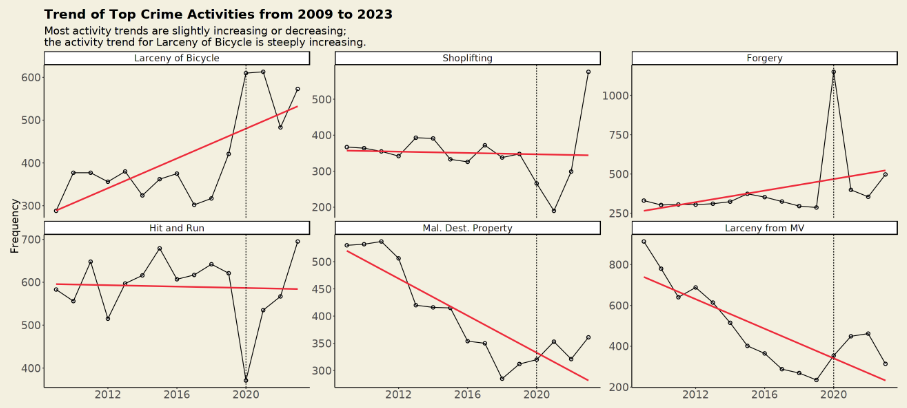 Trend of Top Crime Activities from 2009 to 2023
Most activity trends are slightly increasing or decreasing;
the activity trend for Larceny of Bicycle is steeply increasing.
Larceny of Bicycle
Shoplifting
Forgery
600
500
400
300
500
400
300
200
1000
750
500
250
Frequency
Hit and Run
Mal. Dest. Property
Larceny from MV
700
600
500
400
550
500
450
400
350
300
800
600
400
200
2012 2016 2020
2012 2016 2020
2012 2016 2020